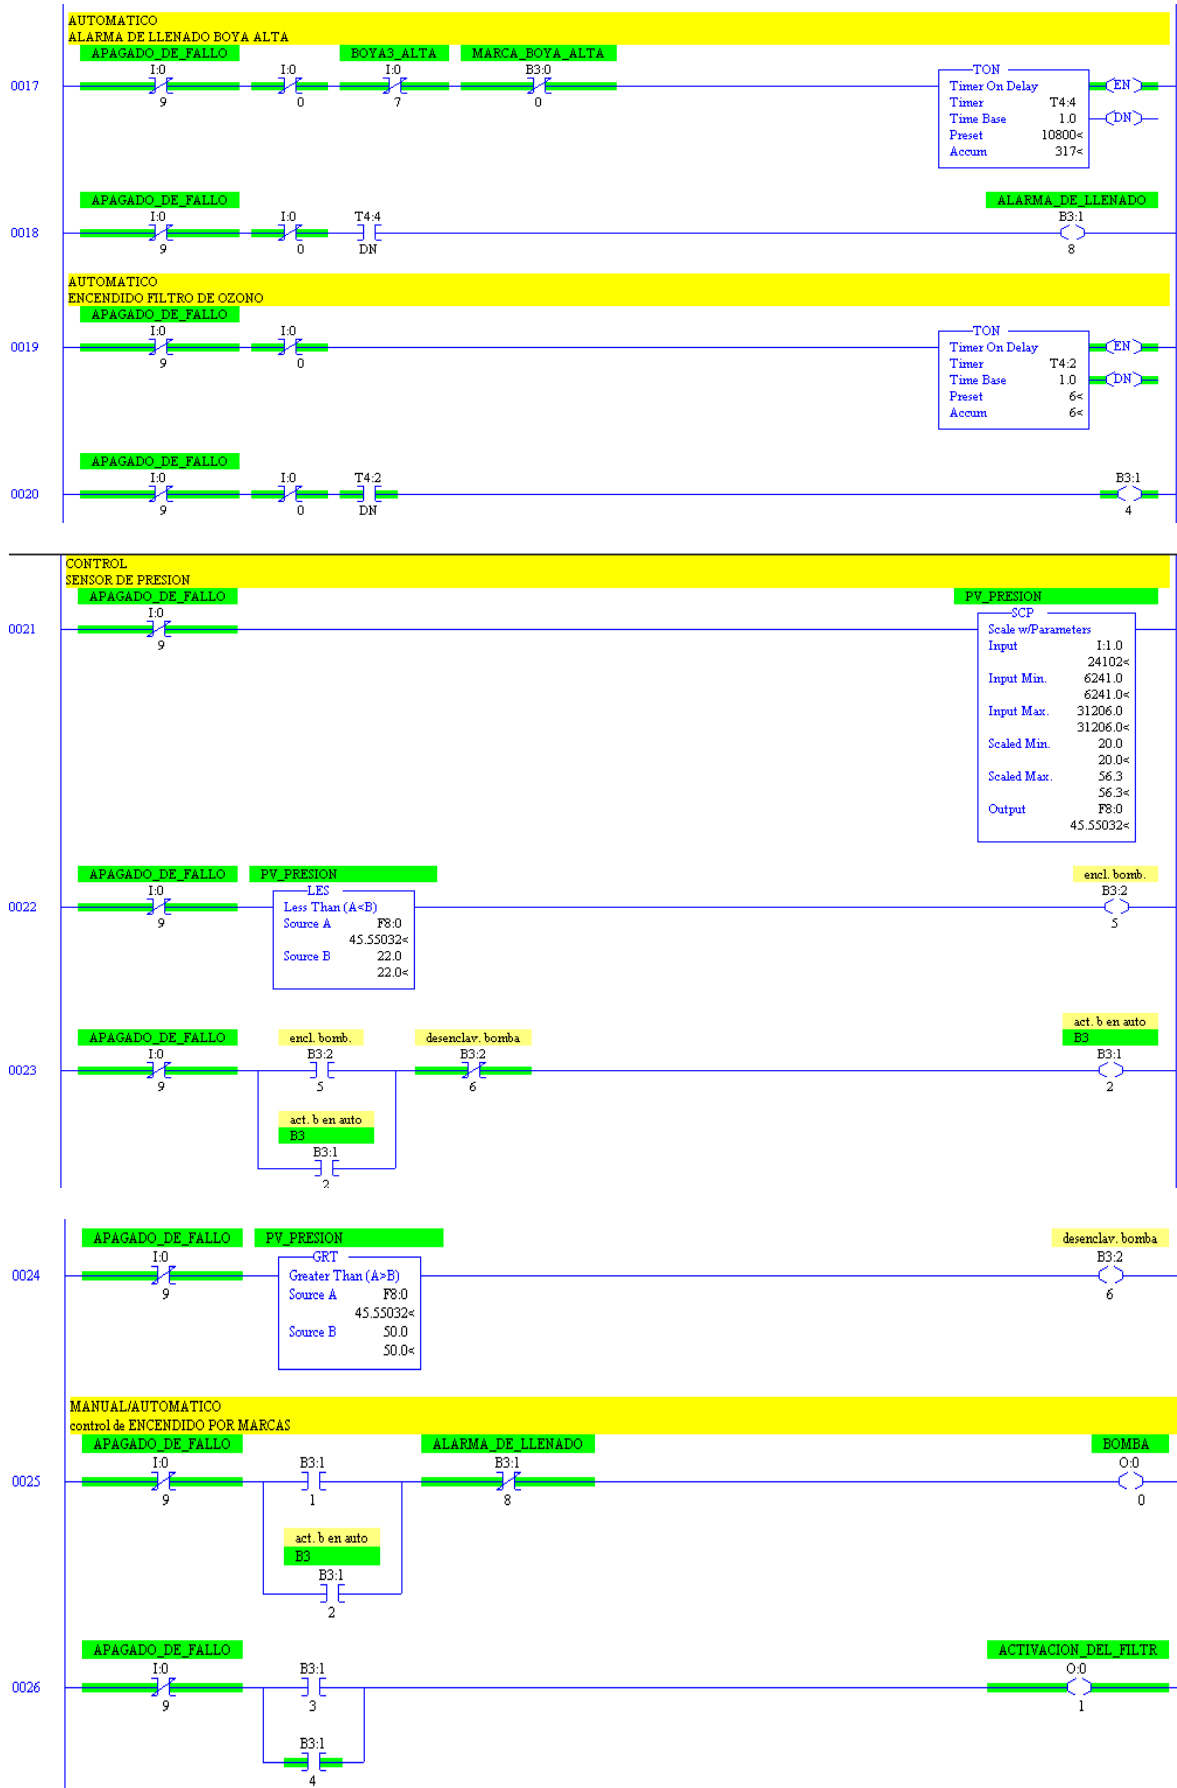 AUTOMATICO
ALARMA DE LLENADO BOYA ALTA
APAGADO_DE_FALLO BOYA3_ALTA MARCA_BOYA_ALTA
I:0 I:0 I:0 B3:0
0017
9 0 7 0
TON
Timer On Delay EN
Timer T4:4
Time Base 1.0 DN
Preset 10800<
Accum 317<
APAGADO_DE_FALLO ALARMA_DE_LLENADO
I:0 I:0 T4:4 B3:1
0018
9 0 DN 8
AUTOMATICO
ENCENDIDO FILTRO DE OZONO
APAGADO_DE_FALLO
I:0 I:0
0019
9 0
TON
Timer On Delay EN
Timer T4:2
Time Base 1.0 DN
Preset 6<
Accum 6<
APAGADO_DE_FALLO
I:0 I:0 T4:2 B3:1
0020
9 0 DN 4
CONTROL
SENSOR DE PRESION
APAGADO_DE_FALLO PV_PRESION
I:0
0021
9
SCP
Scale w/Parameters
Input I:1.0
24102<
Input Min. 6241.0
6241.0<
Input Max. 31206.0
31206.0<
Scaled Min. 20.0
20.0<
Scaled Max. 56.3
56.3<
Output F8:0
45.55032<
APAGADO_DE_FALLO PV_PRESION encl. bomb.
I:0 B3:2
0022
9 5
LES
Less Than (A<B)
Source A F8:0
45.55032<
Source B 22.0
22.0<
act. b en auto
APAGADO_DE_FALLO encl. bomb. desenclav. bomba B3
I:0 B3:2 B3:2 B3:1
0023
9 5 6 2
act. b en auto
B3
B3:1
2
APAGADO_DE_FALLO PV_PRESION desenclav. bomba
I:0 B3:2
0024
9 6
GRT
Greater Than (A>B)
Source A F8:0
45.55032<
Source B 50.0
50.0<
MANUAL/AUTOMATICO
control de ENCENDIDO POR MARCAS
APAGADO_DE_FALLO ALARMA_DE_LLENADO BOMBA
I:0 B3:1 B3:1 O:0
0025
9 1 8 0
act. b en auto
B3
B3:1
2
APAGADO_DE_FALLO ACTIVACION_DEL_FILTR
I:0 B3:1 O:0
0026
9 3 1
B3:1
4